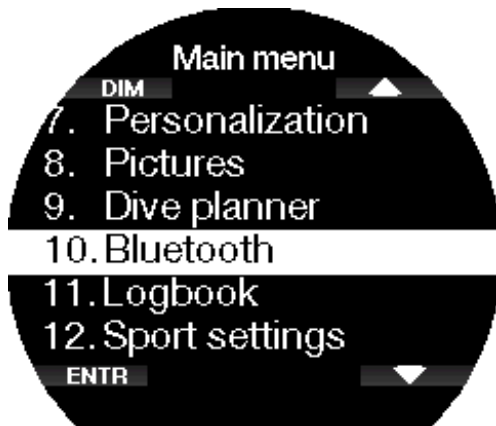 Main menu
DIM
7. Personalization
8. Pictures
9. Dive planner
10. Bluetooth
11. Logbook
12. Sport settings
ENTR